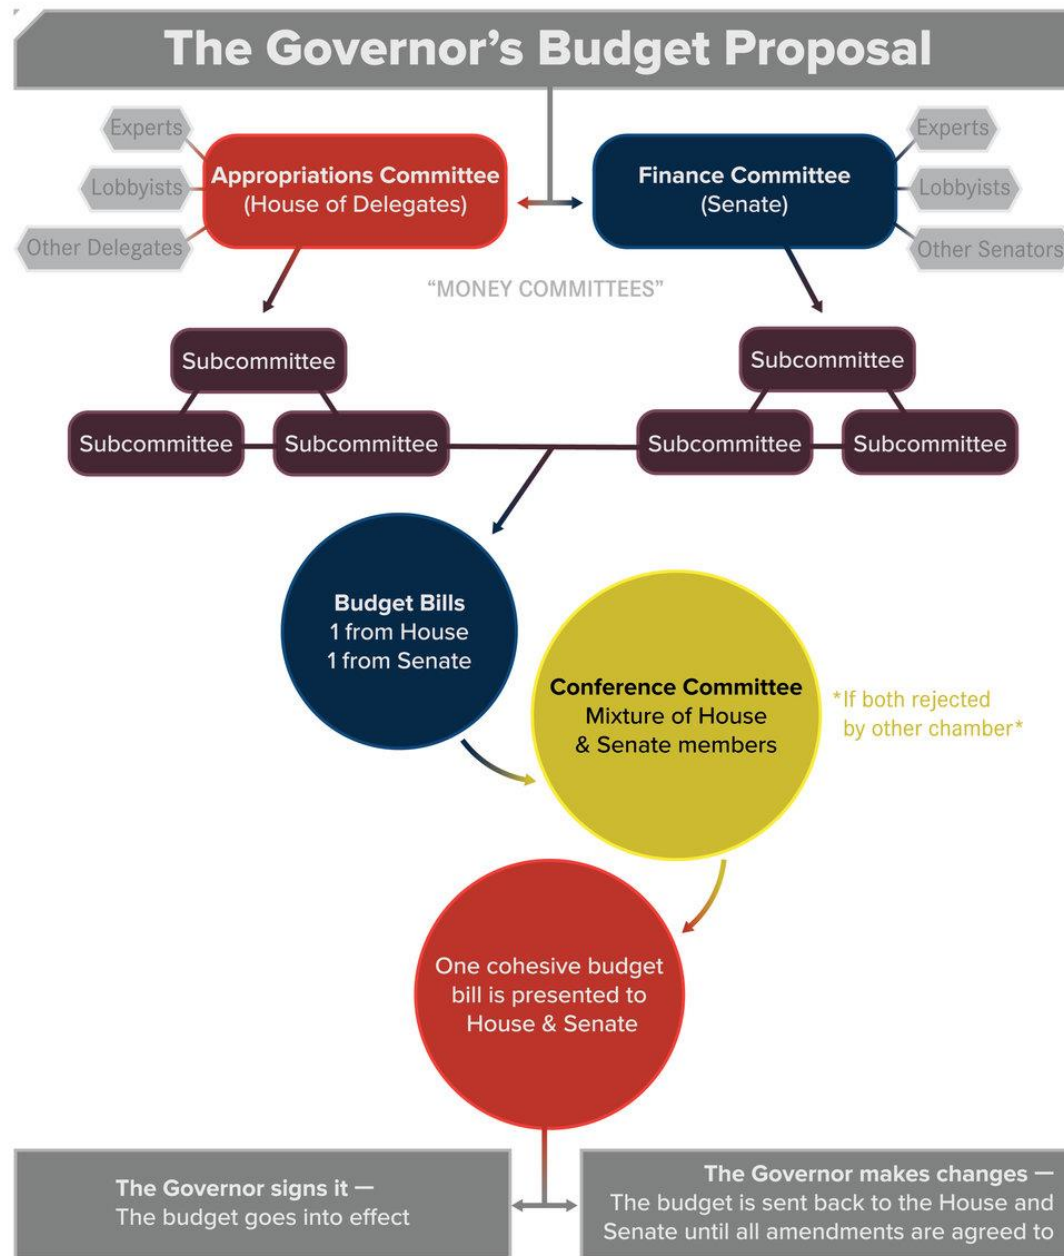 The Governor's Budget Proposal
Experts
Lobbyists
Other Delegates
Appropriations Committee
(House of Delegates)
Finance Committee
(Senate)
Experts
Lobbyists
Other Senators
“MONEY COMMITTEES”
Subcommittee
Subcommittee
Subcommittee
Subcommittee
Subcommittee
Subcommittee
Budget Bills
1 from House
1 from Senate
Conference Committee
Mixture of House
& Senate members
*If both rejected
by other chamber*
One cohesive budget
bill is presented to
House & Senate
The Governor signs it —
The budget goes into effect
The Governor makes changes —
The budget is sent back to the House and
Senate until all amendments are agreed to